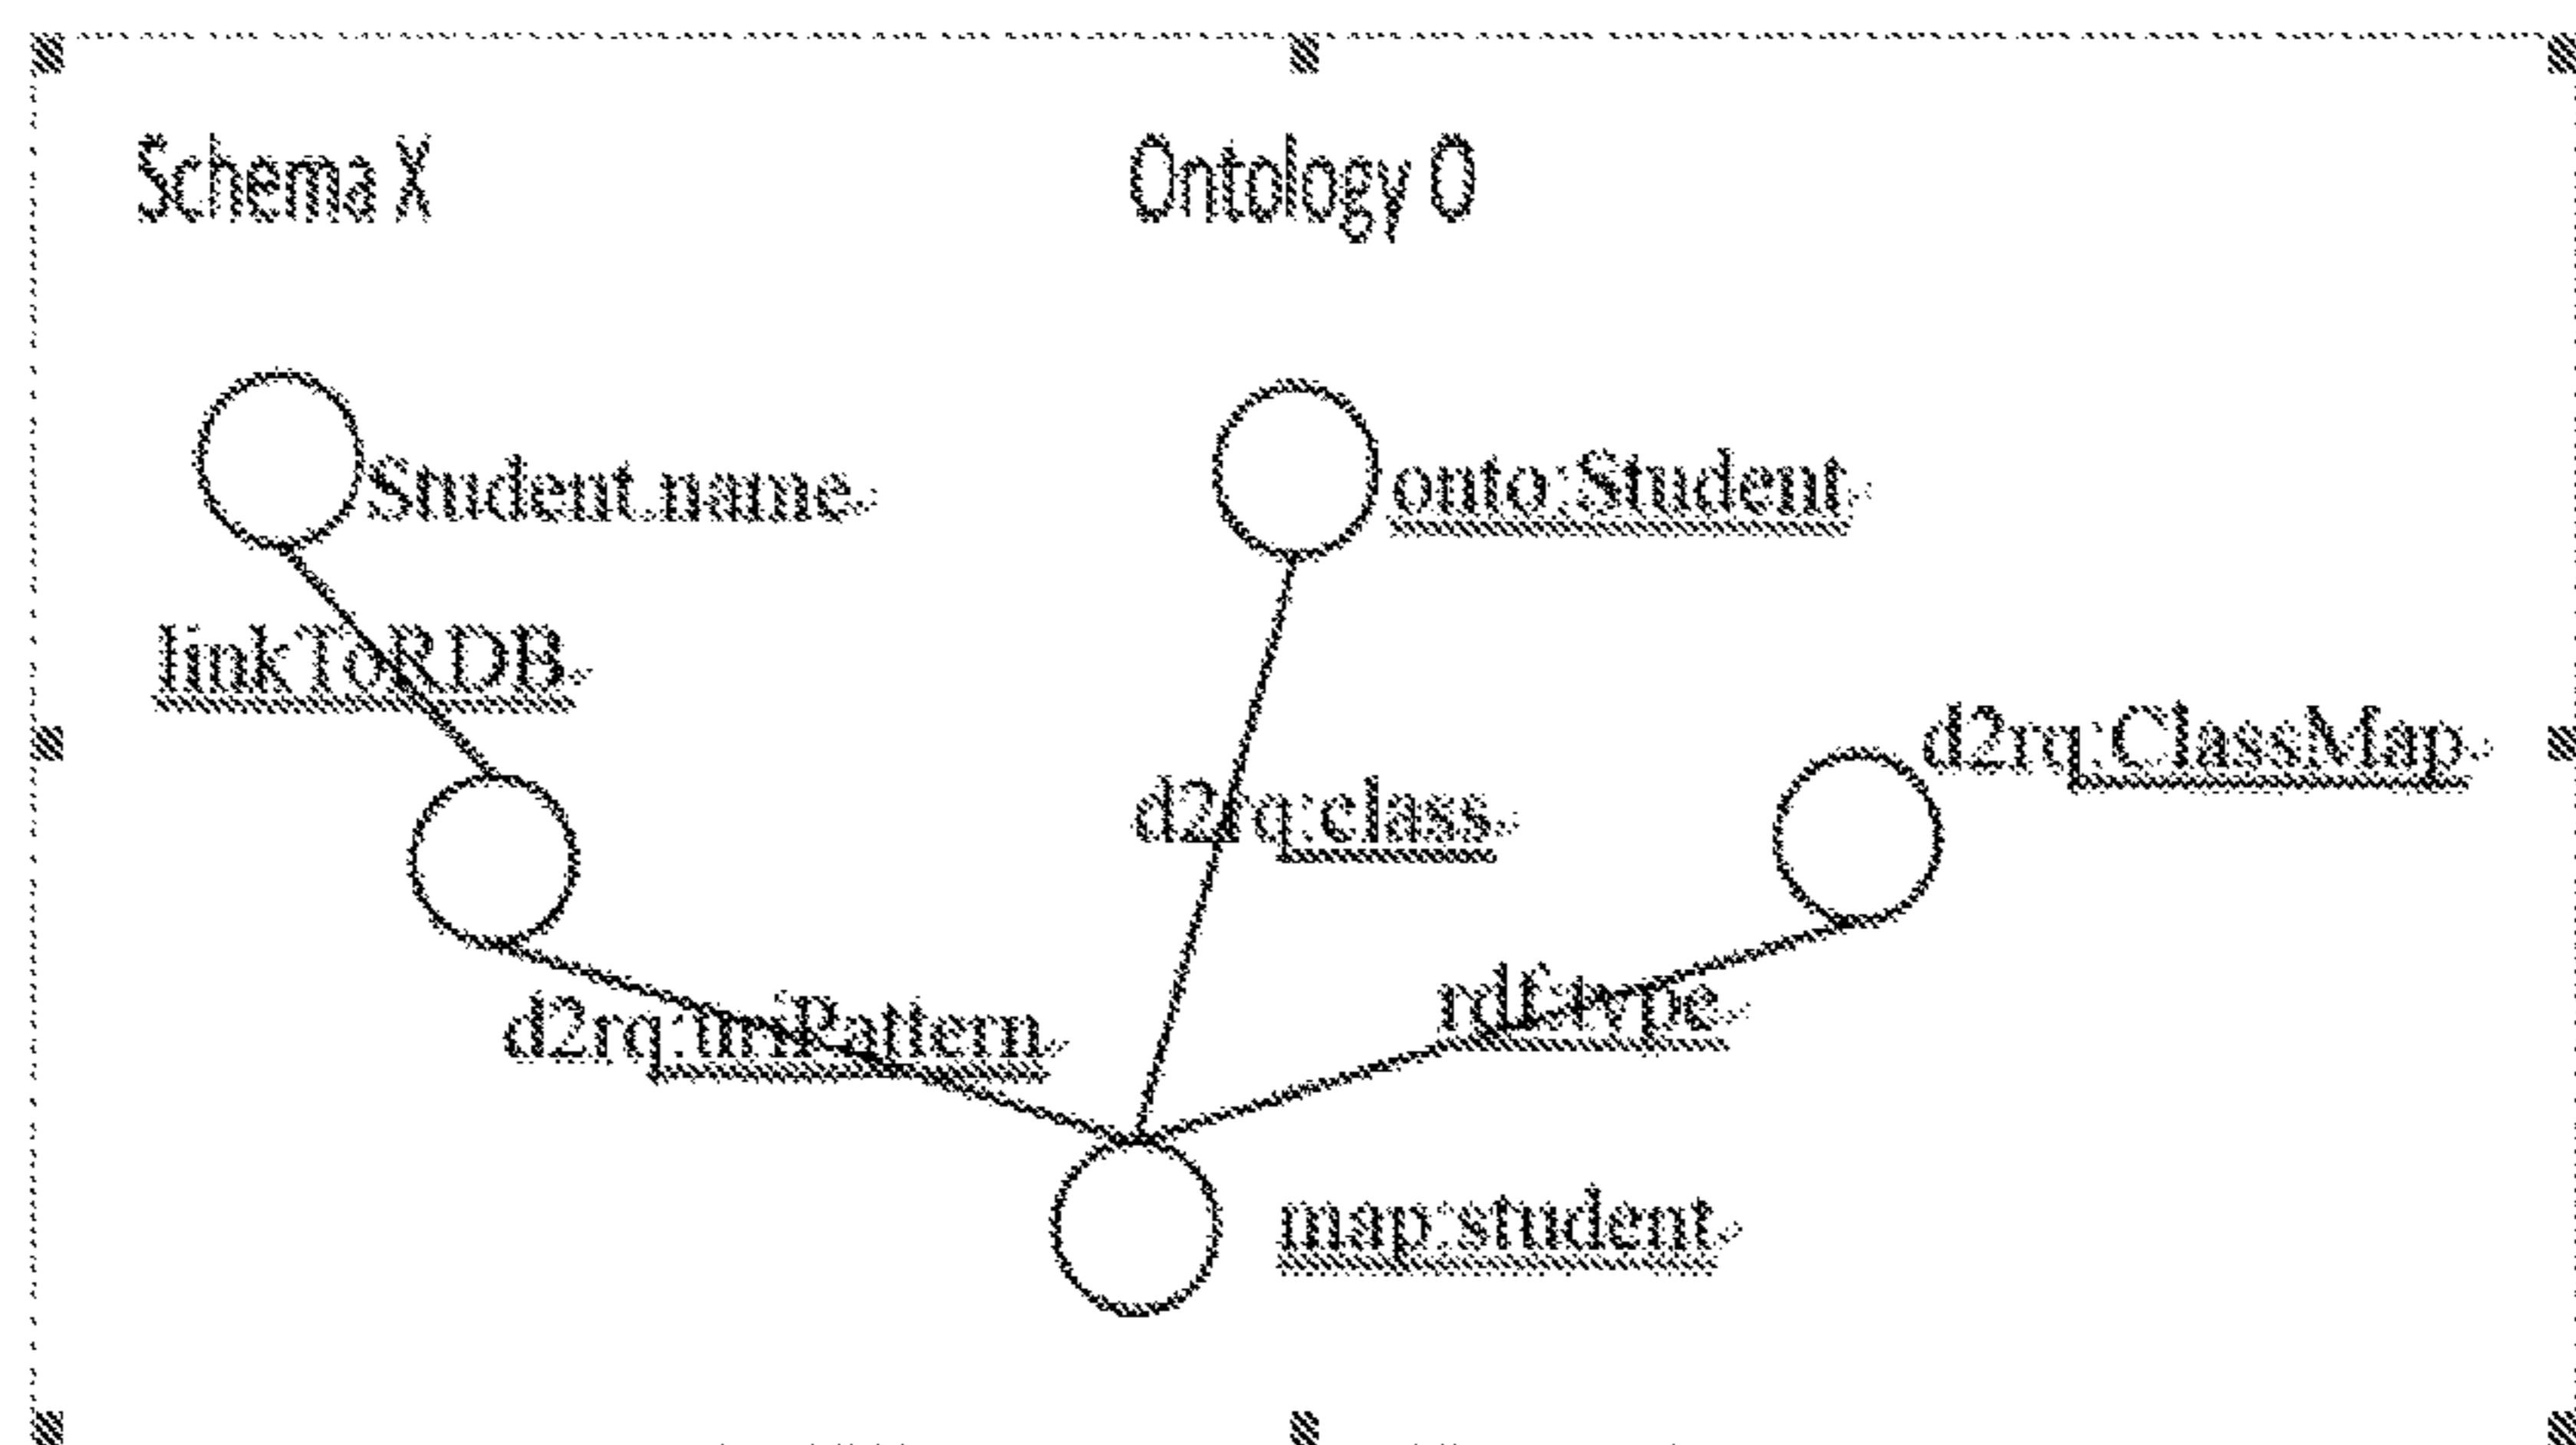 Schema X
Ontology O
Student.name
onto:Student
linkToRDB
d2rq:ClassMap
d2rq:class
rdf:type
d2rq:uriPattern
map:student